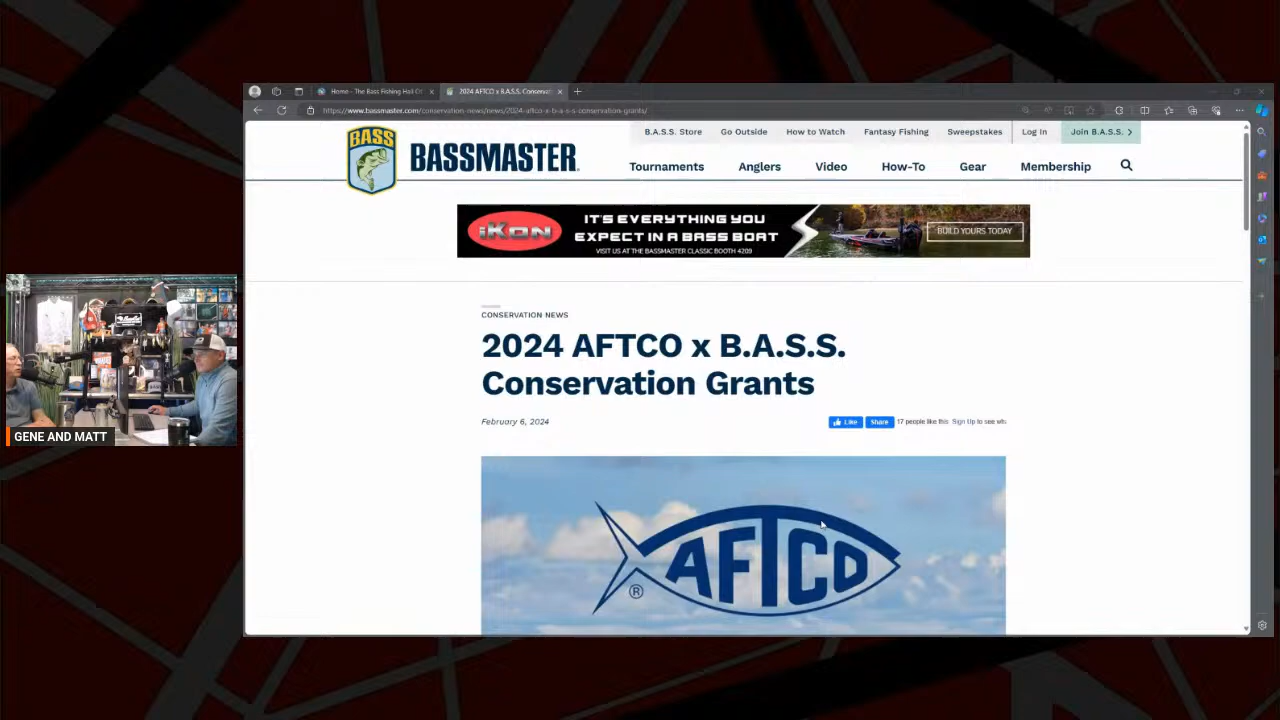 Home - The Bass Fishing Hall Of
2024 AFTCO x B.A.S.S. Conservat
https://www.bassmaster.com/conservation-news/news/2024-aftco-x-b-a-s-s-conservation-grants/
BASS
BASSMASTER
B.A.S.S. Store Go Outside How to Watch Fantasy Fishing Sweepstakes Log In Join B.A.S.S.
Tournaments Anglers Video How-To Gear Membership
iKON
IT'S EVERYTHING YOU
EXPECT IN A BASS BOAT
VISIT US AT THE BASSMASTER CLASSIC BOOTH 4209
BUILD YOURS TODAY
CONSERVATION NEWS
2024 AFTCO x B.A.S.S.
Conservation Grants
February 6, 2024
Like Share 17 people like this. Sign Up to see wh
AFTCO
®
GENE AND MATT